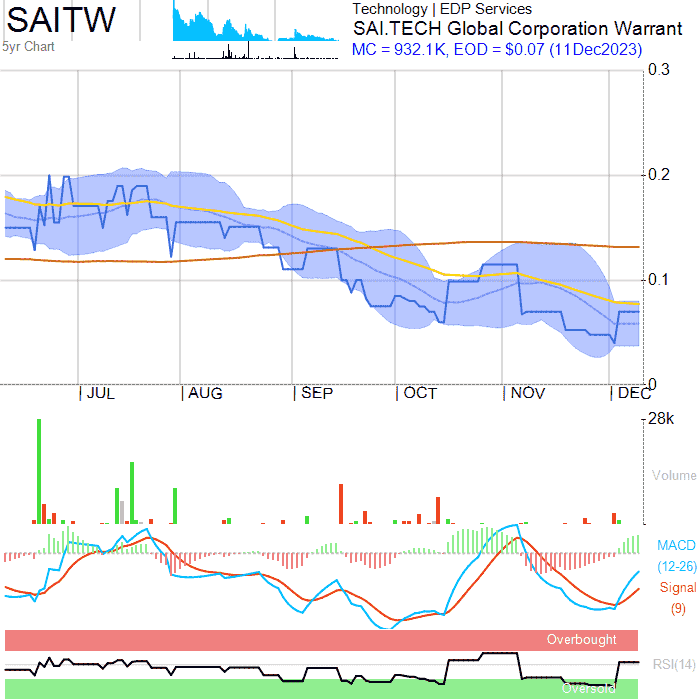 SAITW
5yr Chart
Technology | EDP Services
SAI.TECH Global Corporation Warrant
MC = 932.1K, EOD = $0.07 (11Dec2023)
0.3
0.2
0.1
0
| JUL | AUG | SEP | OCT | NOV | DEC
28k
Volume
MACD
(12-26)
Signal
(9)
Overbought
RSI(14)
Oversold